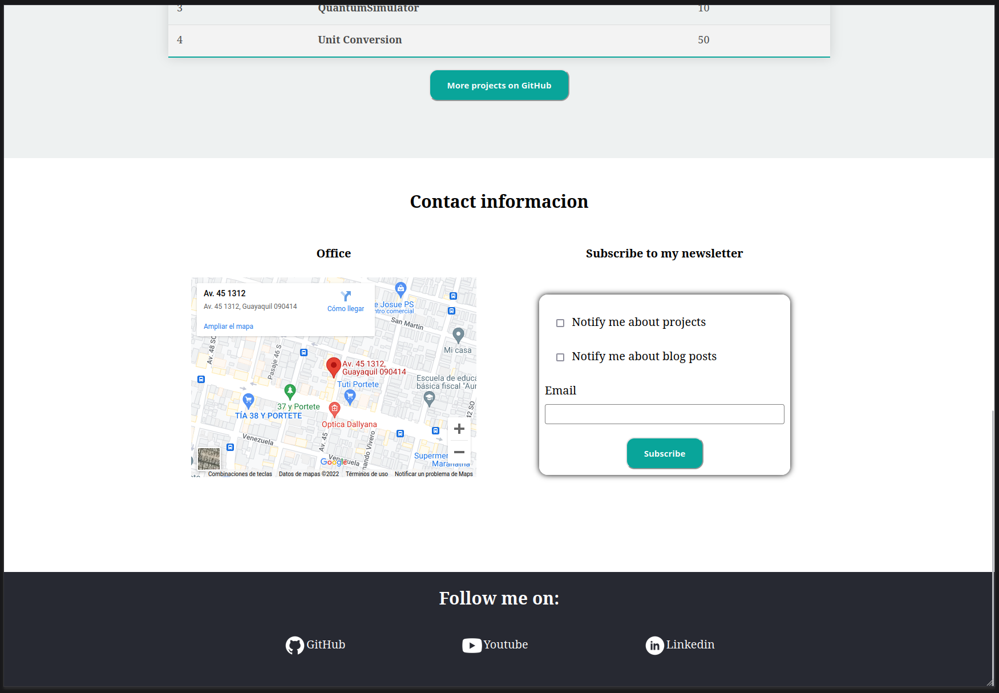 3 QuantumSimulator 10
4 Unit Conversion 50
More projects on GitHub
Contact informacion
Office
Av. 45 1312
Av. 45 1312, Guayaquil 090414
Cómo llegar
Ampliar el mapa
e Josue PS
ntro comercial
San Martin
Mi casa
Av. 48 SO
Pasaje 46 S
Av. 45 1312,
Guayaquil 090414
Tuti Portete
Escuela de educa
básica fiscal "Aur
37 y Portete
TÍA 38 Y PORTETE
Optica Dallyana
42 SO
Venezuela
Av. 45
nando Vivero
Venezuela
Supermer
Maranatha
Google
Combinaciones de teclas
Datos de mapas ©2022
Términos de uso
Notificar un problema de Maps
Subscribe to my newsletter
Notify me about projects
Notify me about blog posts
Email
Subscribe
Follow me on:
GitHub
Youtube
Linkedin